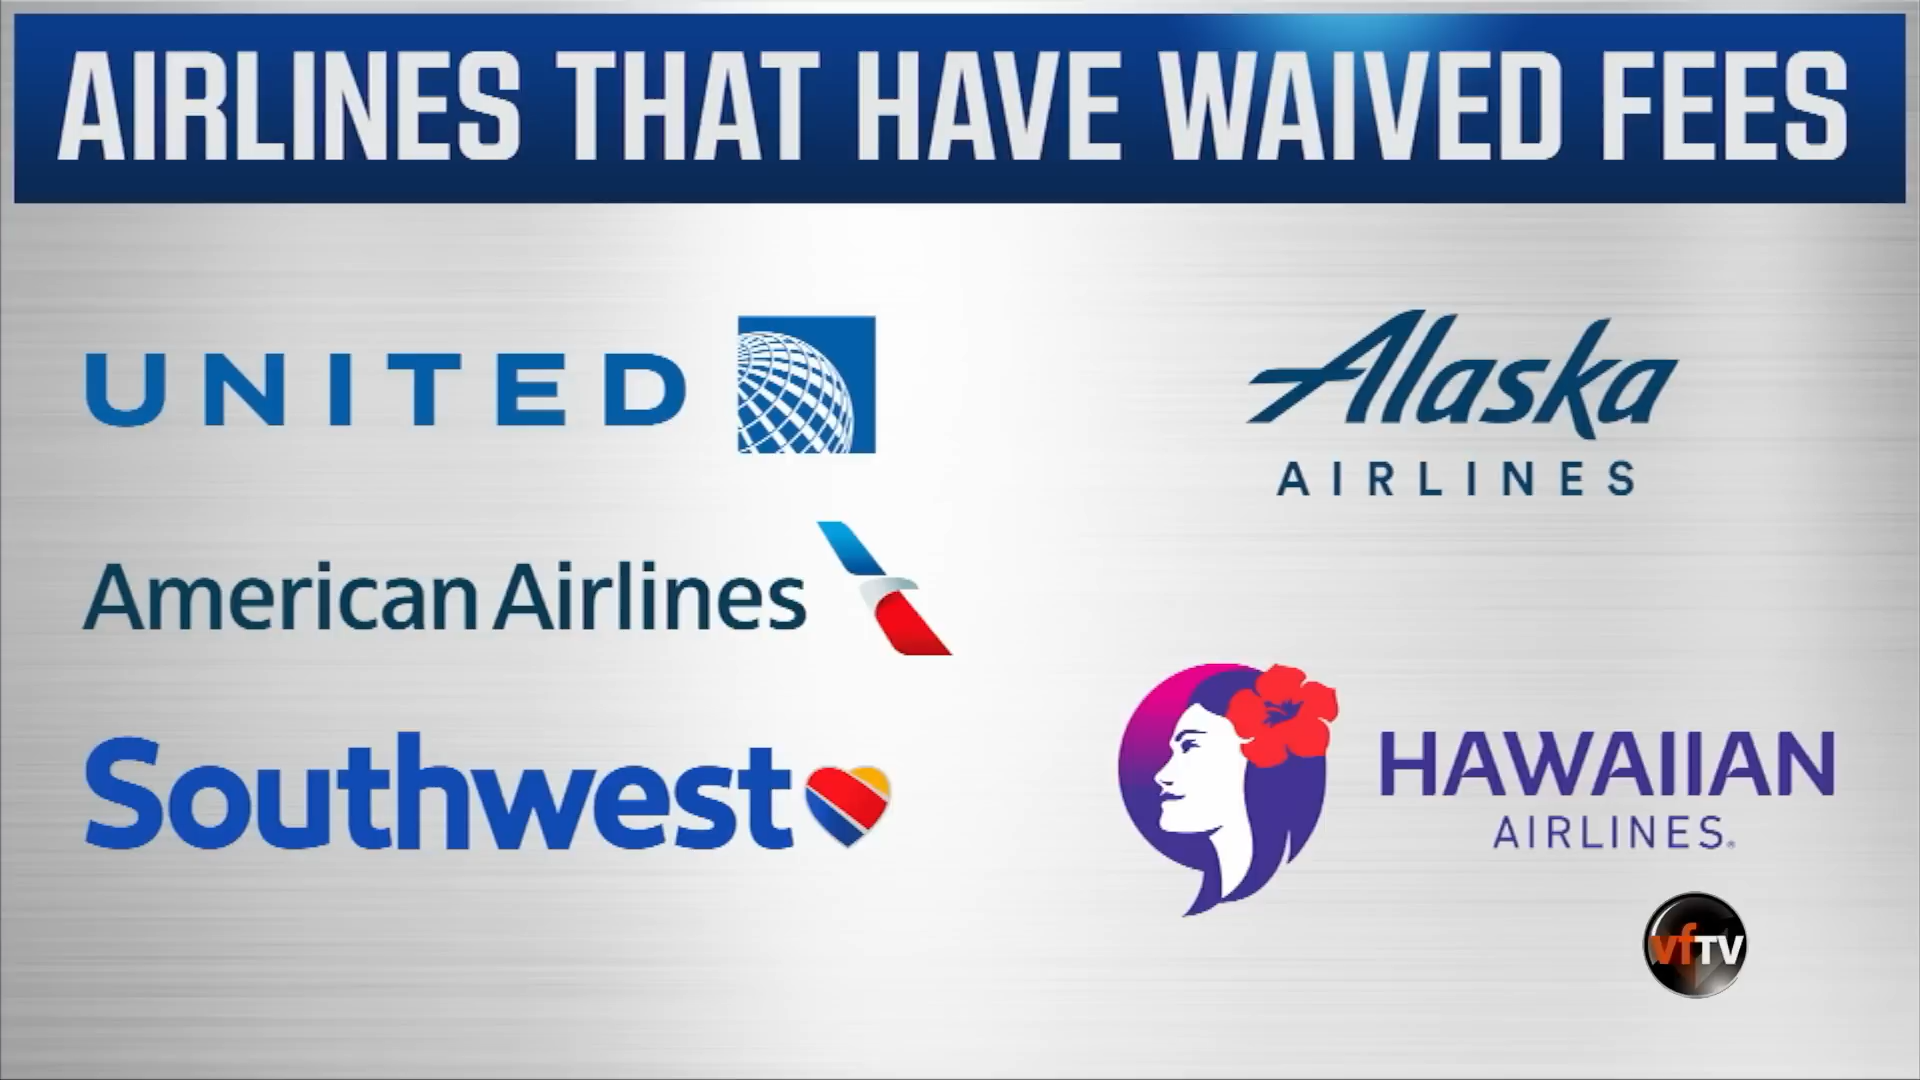 AIRLINES THAT HAVE WAIVED FEES
UNITED
American Airlines
Southwest
Alaska
AIRLINES
HAWAIIAN
AIRLINES®
vfTV